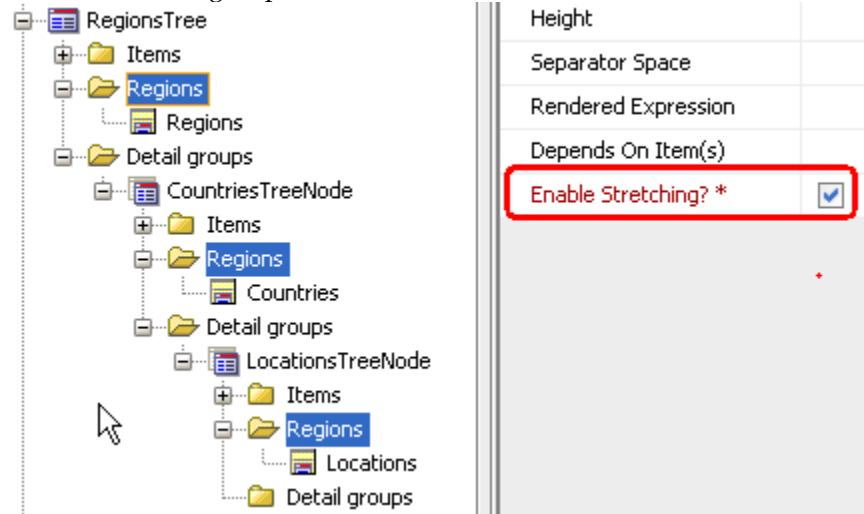 RegionsTree
Items
Regions
Regions
Detail groups
CountriesTreeNode
Items
Regions
Countries
Detail groups
LocationsTreeNode
Items
Regions
Locations
Detail groups
Height
Separator Space
Rendered Expression
Depends On Item(s)
Enable Stretching? *